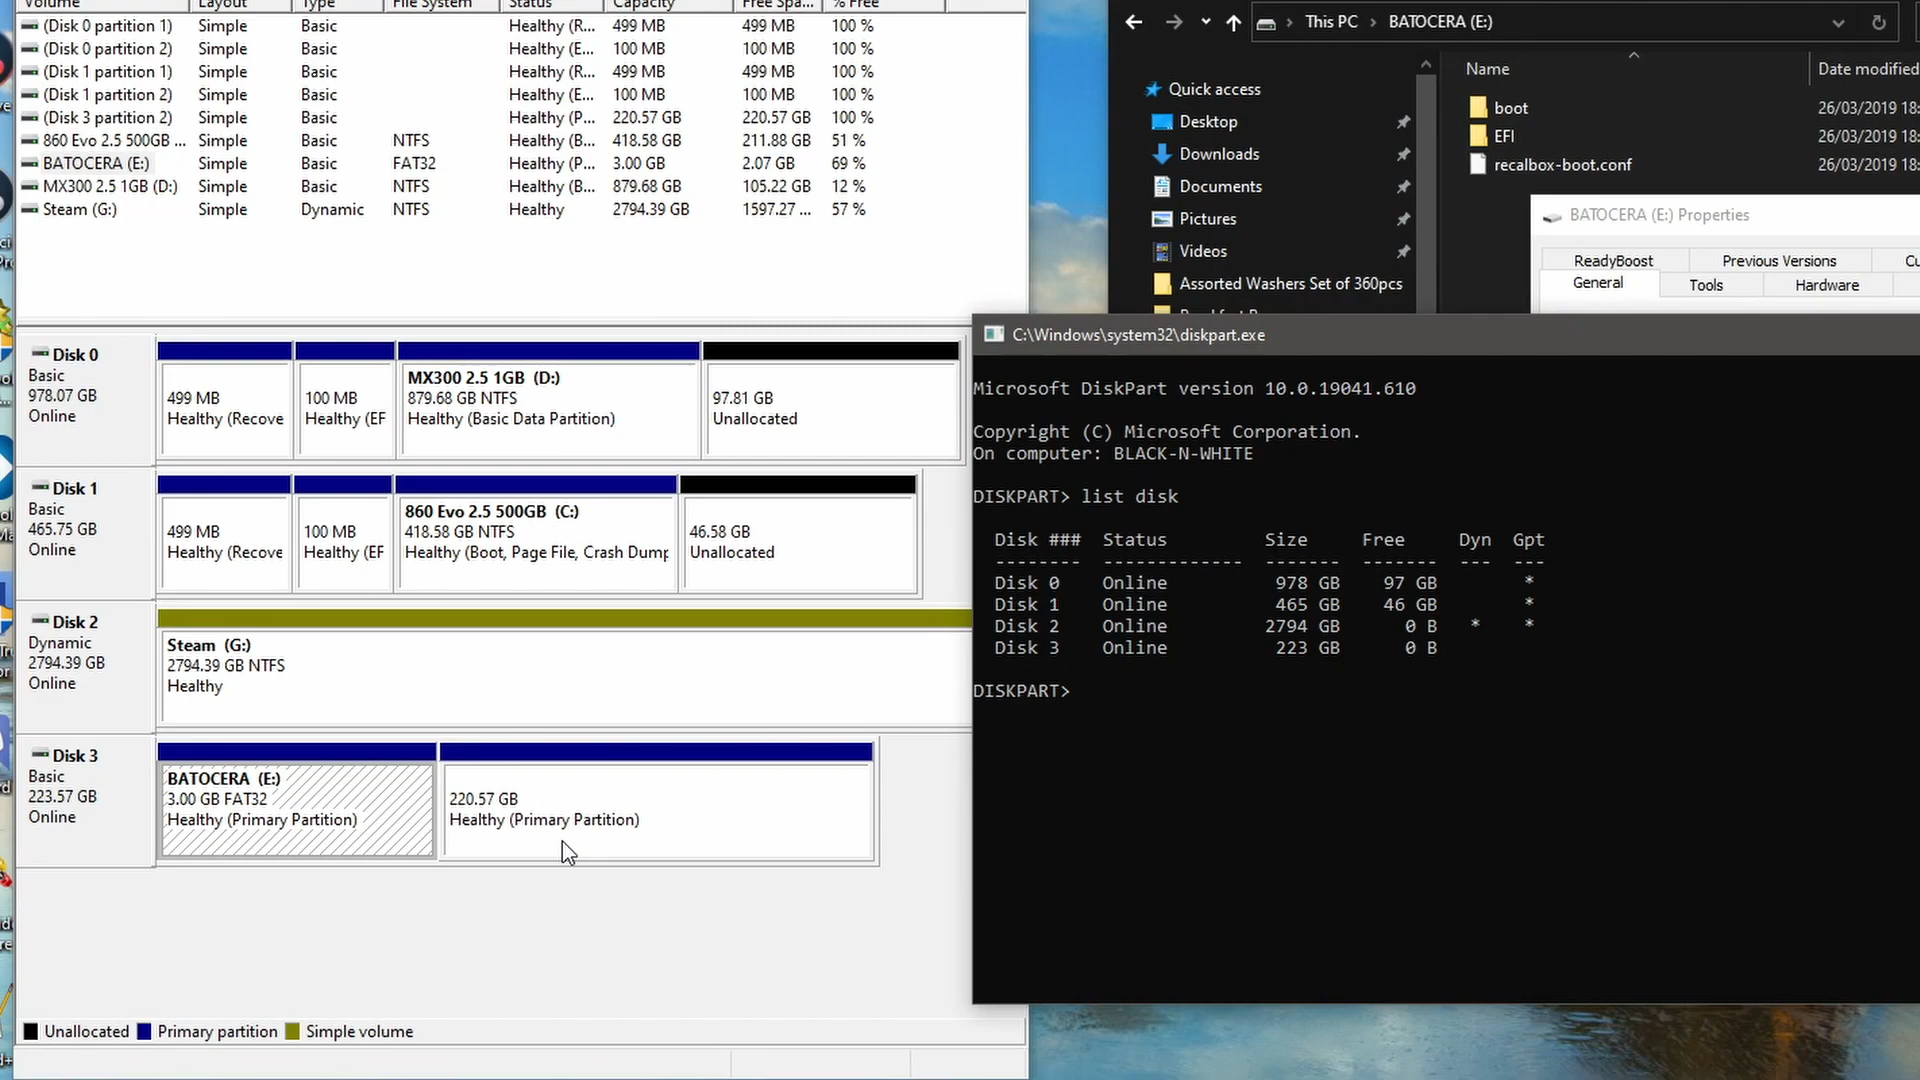 Volume Layout Type File System Status Capacity Free Spa... % Free
(Disk 0 partition 1) Simple Basic Healthy (R... 499 MB 499 MB 100 %
(Disk 0 partition 2) Simple Basic Healthy (E... 100 MB 100 MB 100 %
(Disk 1 partition 1) Simple Basic Healthy (R... 499 MB 499 MB 100 %
(Disk 1 partition 2) Simple Basic Healthy (E... 100 MB 100 MB 100 %
(Disk 3 partition 2) Simple Basic Healthy (P... 220.57 GB 220.57 GB 100 %
860 Evo 2.5 500GB ... Simple Basic NTFS Healthy (B... 418.58 GB 211.88 GB 51 %
BATOCERA (E:) Simple Basic FAT32 Healthy (P... 3.00 GB 2.07 GB 69 %
MX300 2.5 1GB (D:) Simple Basic NTFS Healthy (B... 879.68 GB 105.22 GB 12 %
Steam (G:) Simple Dynamic NTFS Healthy 2794.39 GB 1597.27 ... 57 %
Disk 0
Basic
978.07 GB
Online
499 MB
Healthy (Recove
100 MB
Healthy (EF
MX300 2.5 1GB (D:)
879.68 GB NTFS
Healthy (Basic Data Partition)
97.81 GB
Unallocated
Disk 1
Basic
465.75 GB
Online
499 MB
Healthy (Recove
100 MB
Healthy (EF
860 Evo 2.5 500GB (C:)
418.58 GB NTFS
Healthy (Boot, Page File, Crash Dump
46.58 GB
Unallocated
Disk 2
Dynamic
2794.39 GB
Online
Steam (G:)
2794.39 GB NTFS
Healthy
Disk 3
Basic
223.57 GB
Online
BATOCERA (E:)
3.00 GB FAT32
Healthy (Primary Partition)
220.57 GB
Healthy (Primary Partition)
Unallocated Primary partition Simple volume
This PC > BATOCERA (E:)
Quick access
Desktop
Downloads
Documents
Pictures
Videos
Assorted Washers Set of 360pcs
Name Date modified
boot 26/03/2019 18:
EFI 26/03/2019 18:
recalbox-boot.conf 26/03/2019 18:
BATOCERA (E:) Properties
ReadyBoost Previous Versions Cu
General Tools Hardware
C:\Windows\system32\diskpart.exe
Microsoft DiskPart version 10.0.19041.610
Copyright (C) Microsoft Corporation.
On computer: BLACK-N-WHITE
DISKPART> list disk
Disk ### Status Size Free Dyn Gpt
-------- ------------- ------- ------- --- ---
Disk 0 Online 978 GB 97 GB *
Disk 1 Online 465 GB 46 GB *
Disk 2 Online 2794 GB 0 B * *
Disk 3 Online 223 GB 0 B
DISKPART>